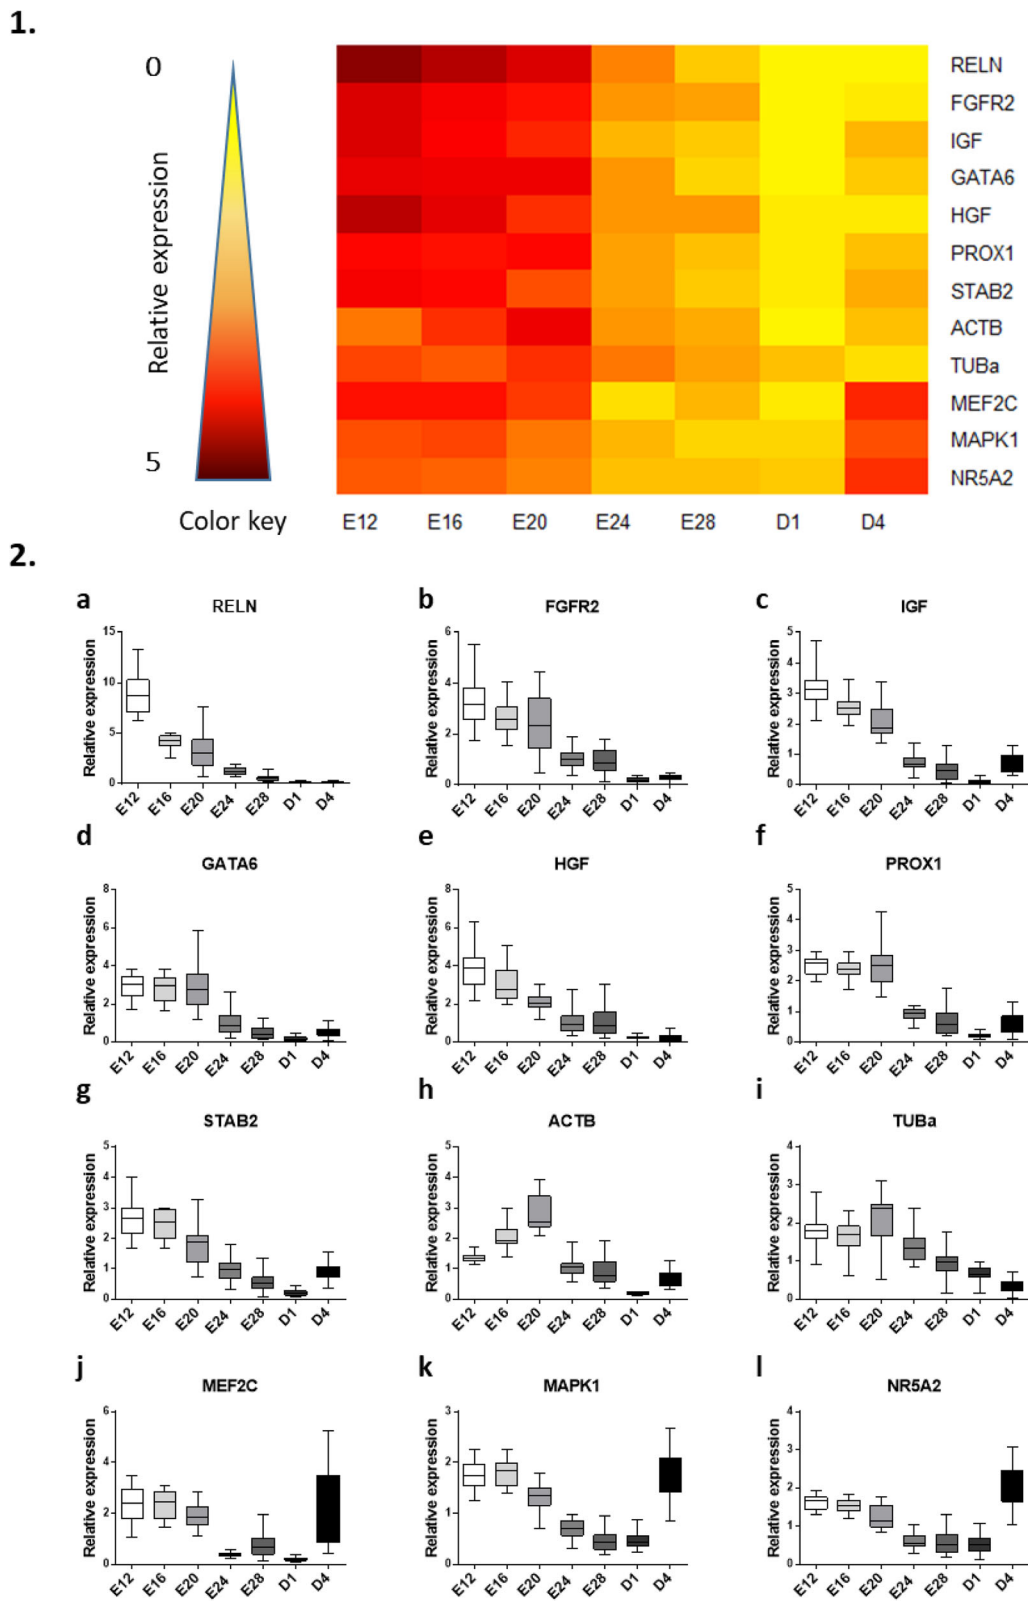 1.
0
Relative expression
5
Color key
RELN
FGFR2
IGF
GATA6
HGF
PROX1
STAB2
ACTB
TUBa
MEF2C
MAPK1
NR5A2
E12 E16 E20 E24 E28 D1 D4
2.
a RELN
Relative expression
15
10
5
0
E12 E16 E20 E24 E28 D1 D4
b FGFR2
Relative expression
6
4
2
0
E12 E16 E20 E24 E28 D1 D4
c IGF
Relative expression
5
4
3
2
1
0
E12 E16 E20 E24 E28 D1 D4
d GATA6
Relative expression
8
6
4
2
0
E12 E16 E20 E24 E28 D1 D4
e HGF
Relative expression
8
6
4
2
0
E12 E16 E20 E24 E28 D1 D4
f PROX1
Relative expression
5
4
3
2
1
0
E12 E16 E20 E24 E28 D1 D4
g STAB2
Relative expression
5
4
3
2
1
0
E12 E16 E20 E24 E28 D1 D4
h ACTB
Relative expression
5
4
3
2
1
0
E12 E16 E20 E24 E28 D1 D4
i TUBa
Relative expression
4
3
2
1
0
E12 E16 E20 E24 E28 D1 D4
j MEF2C
Relative expression
6
4
2
0
E12 E16 E20 E24 E28 D1 D4
k MAPK1
Relative expression
3
2
1
0
E12 E16 E20 E24 E28 D1 D4
l NR5A2
Relative expression
4
3
2
1
0
E12 E16 E20 E24 E28 D1 D4